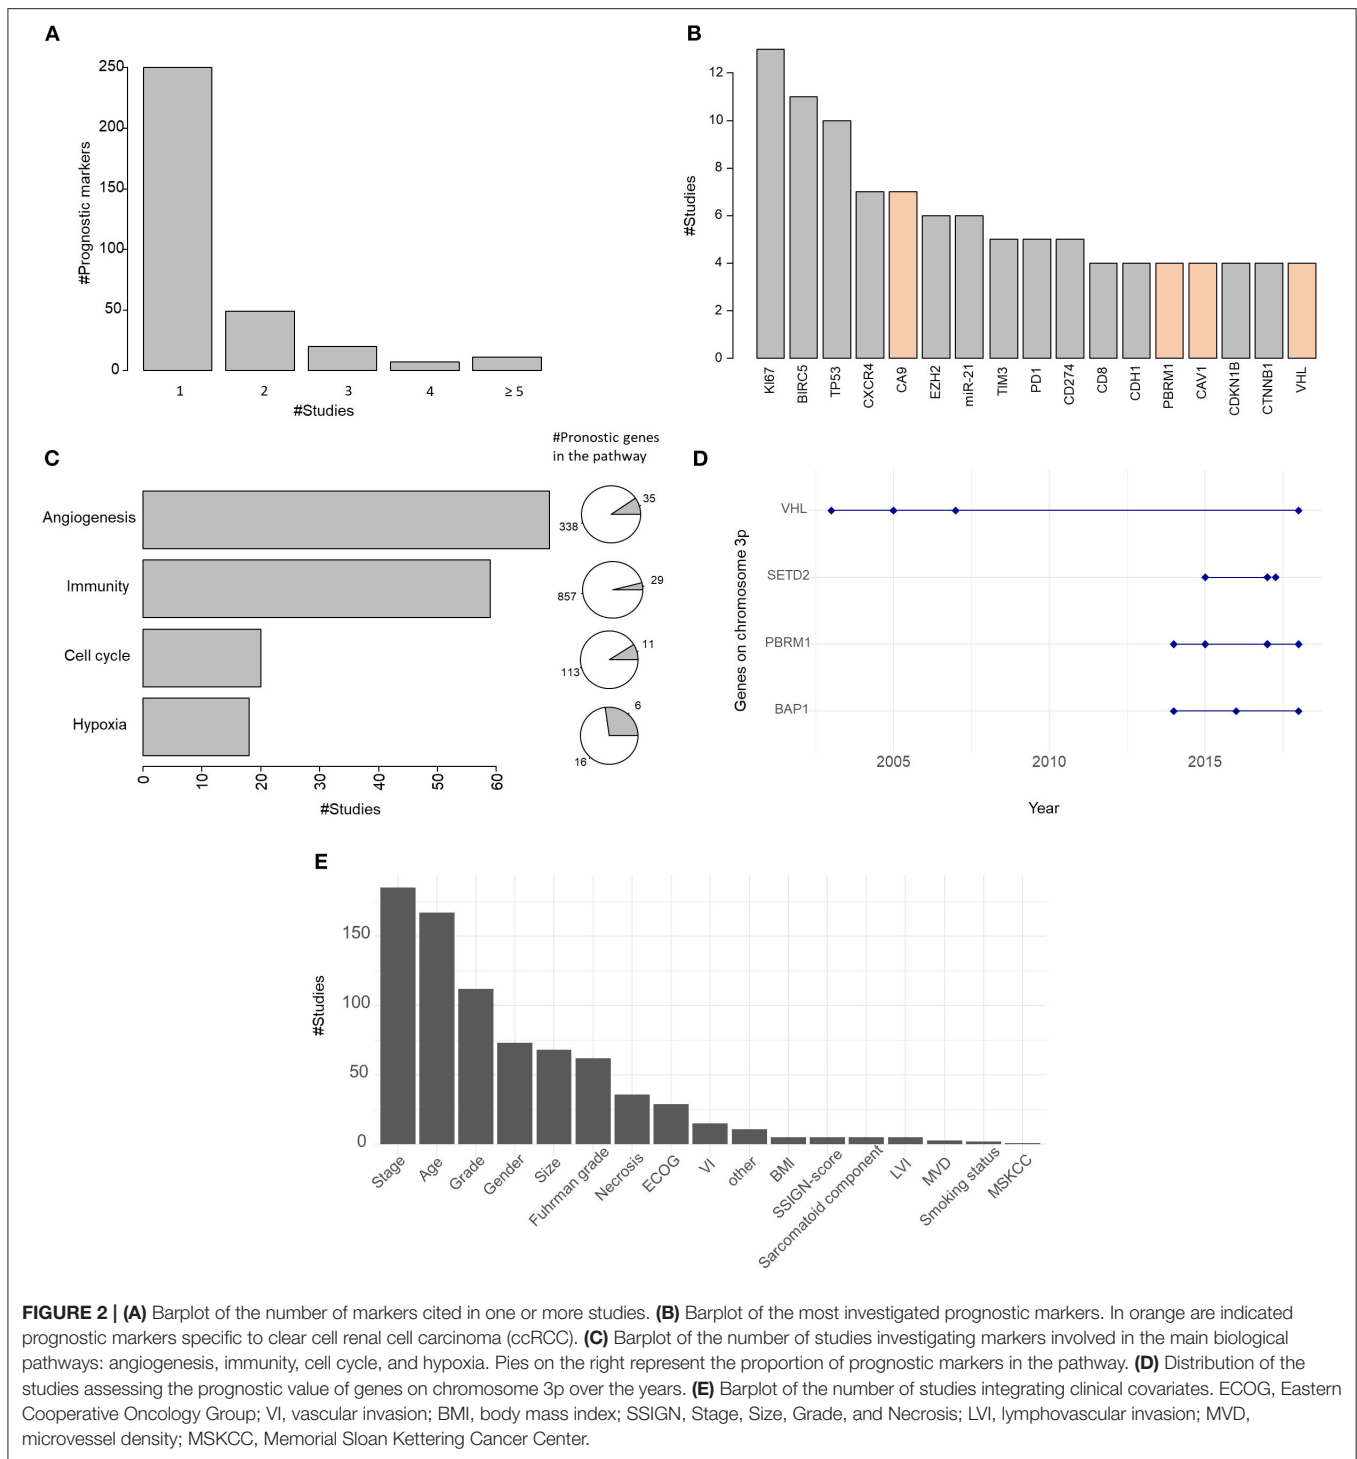 A
#Prognostic markers
250
200
150
100
50
0
1 2 3 4 ≥ 5
#Studies
B
#Studies
12
10
8
6
4
2
0
KI67 BIRC5 TP53 CXCR4 CA9 EZH2 miR-21 TIM3 PD1 CD274 CD8 CDH1 PBRM1 CAV1 CDKN1B CTNNB1 VHL
C
#Pronostic genes
in the pathway
Angiogenesis
35
338
Immunity
29
857
Cell cycle
11
113
Hypoxia
6
16
0 10 20 30 40 50 60
#Studies
D
Genes on chromosome 3p
VHL
SETD2
PBRM1
BAP1
2005 2010 2015
Year
E
#Studies
150
100
50
0
Stage Age Grade Gender Size Fuhrman grade Necrosis ECOG VI other BMI SSIGN-score Sarcomatoid component LVI MVD Smoking status MSKCC
FIGURE 2 | (A) Barplot of the number of markers cited in one or more studies. (B) Barplot of the most investigated prognostic markers. In orange are indicated
prognostic markers specific to clear cell renal cell carcinoma (ccRCC). (C) Barplot of the number of studies investigating markers involved in the main biological
pathways: angiogenesis, immunity, cell cycle, and hypoxia. Pies on the right represent the proportion of prognostic markers in the pathway. (D) Distribution of the
studies assessing the prognostic value of genes on chromosome 3p over the years. (E) Barplot of the number of studies integrating clinical covariates. ECOG, Eastern
Cooperative Oncology Group; VI, vascular invasion; BMI, body mass index; SSIGN, Stage, Size, Grade, and Necrosis; LVI, lymphovascular invasion; MVD,
microvessel density; MSKCC, Memorial Sloan Kettering Cancer Center.